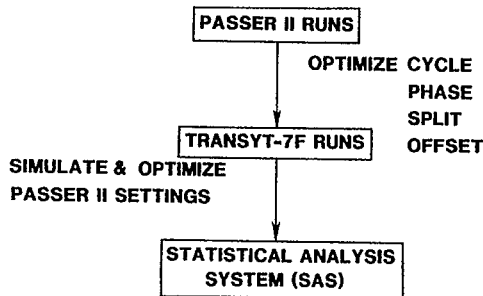 PASSER II RUNS
OPTIMIZE CYCLE
PHASE
SPLIT
OFFSET
TRANSYT-7F RUNS
SIMULATE & OPTIMIZE
PASSER II SETTINGS
STATISTICAL ANALYSIS
SYSTEM (SAS)